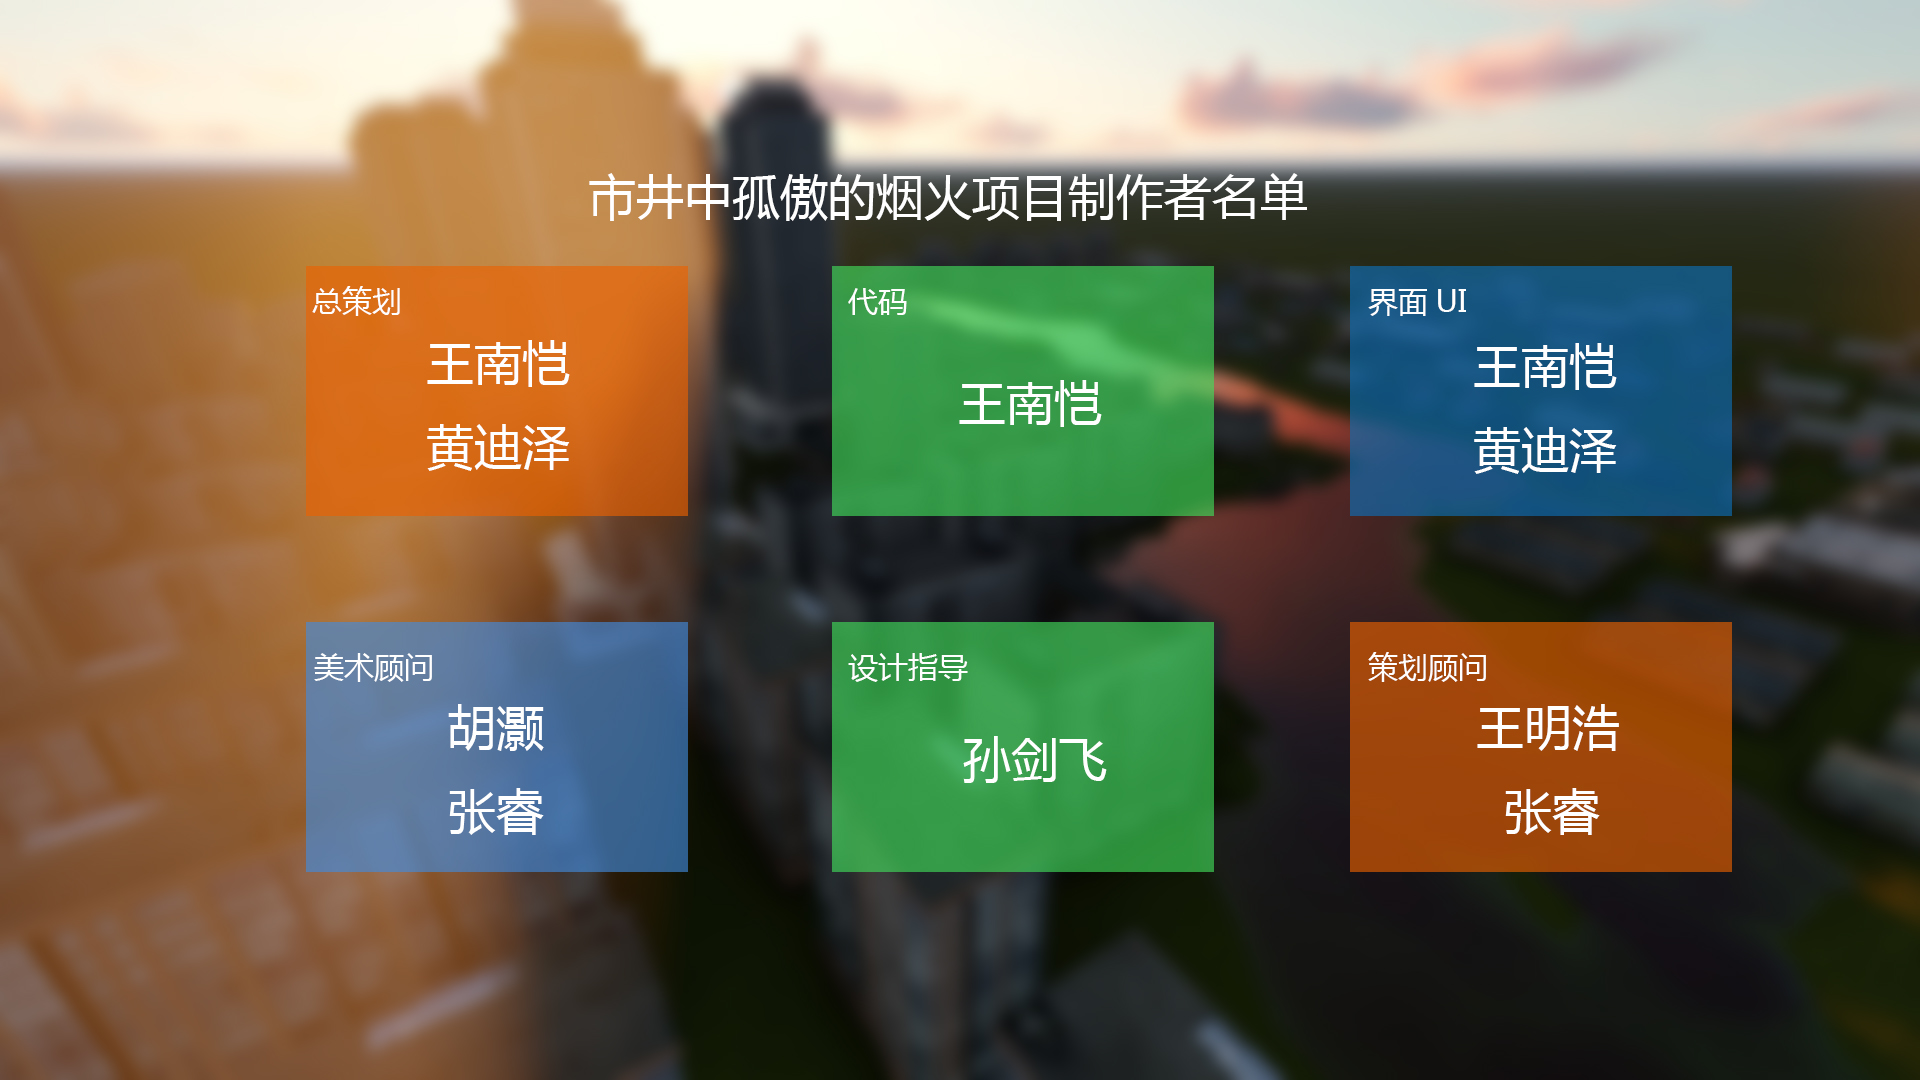 市井中孤傲的烟火项目制作者名单
总策划
王南恺
黄迪泽
代码
王南恺
界面 UI
王南恺
黄迪泽
美术顾问
胡灏
张睿
设计指导
孙剑飞
策划顾问
王明浩
张睿